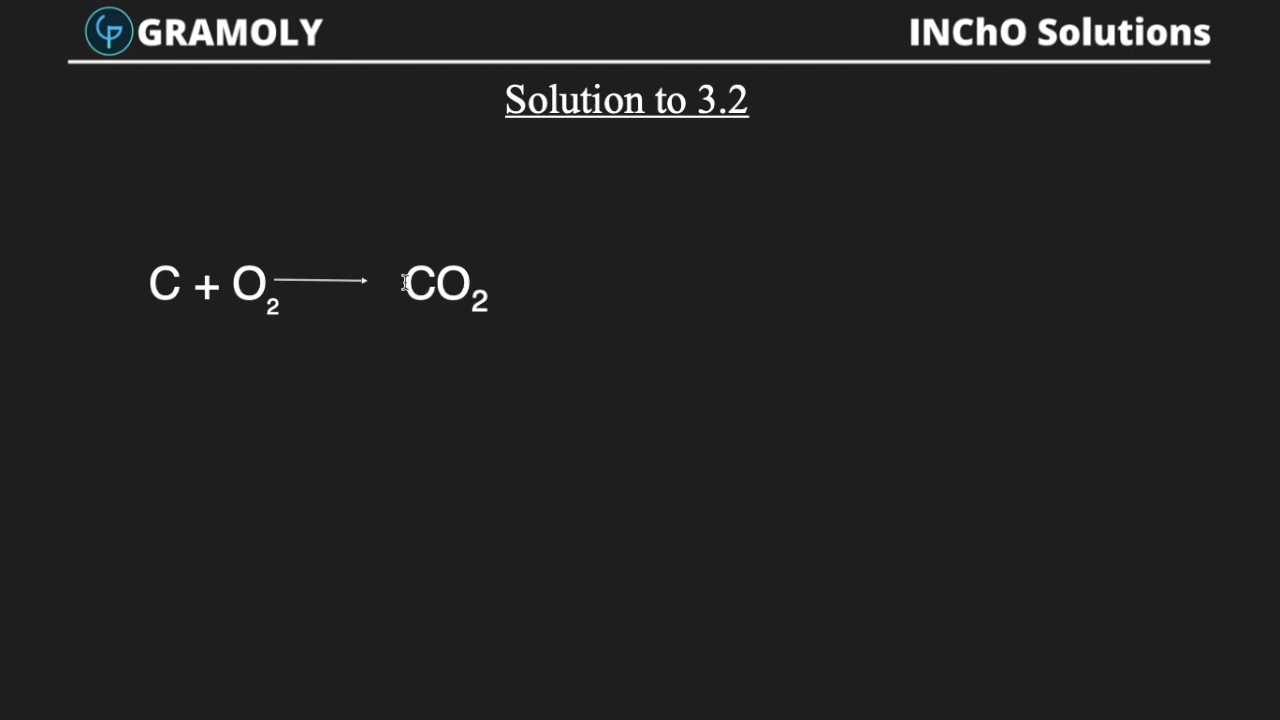 GRAMOLY INChO Solutions
Solution to 3.2
C + O₂ ⟶ CO₂